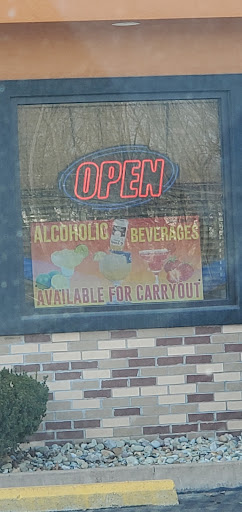 OPEN
ALCOHOLIC BEVERAGES
AVAILABLE FOR CARRYOUT